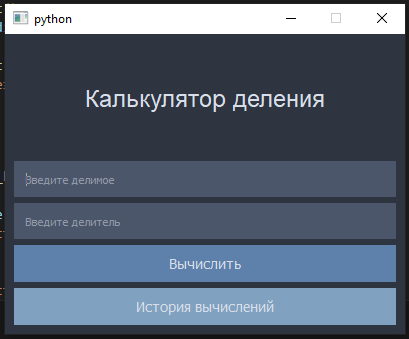 python
Калькулятор деления
Введите делимое
Введите делитель
Вычислить
История вычислений